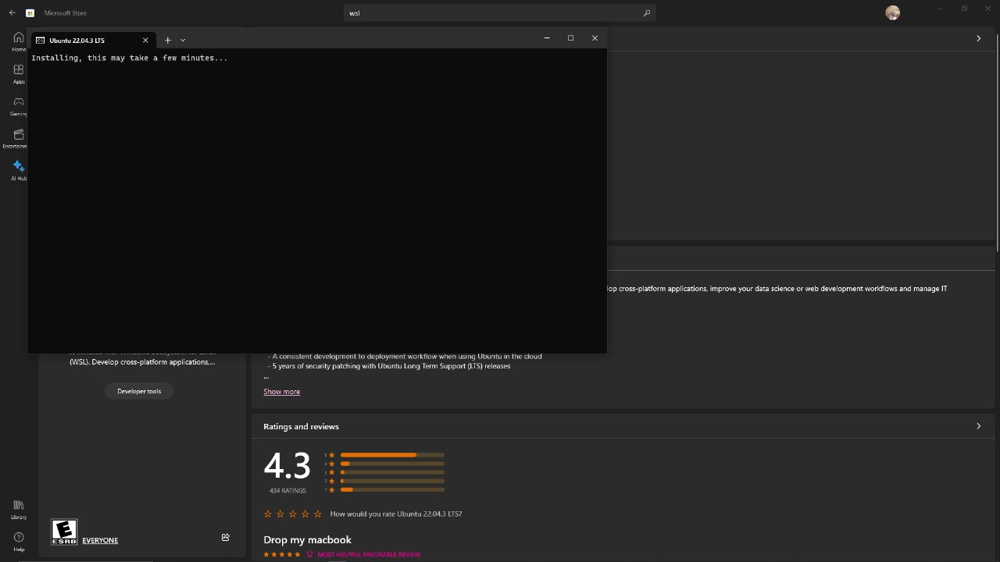 Microsoft Store
wsl
Home
Apps
Gaming
Entertainm
AI Hub
Ubuntu 22.04.3 LTS
Installing, this may take a few minutes...
lop cross-platform applications, improve your data science or web development workflows and manage IT
(WSL). Develop cross-platform applications,...
Developer tools
- A consistent development to deployment workflow when using Ubuntu in the cloud
- 5 years of security patching with Ubuntu Long Term Support (LTS) releases
...
Show more
Ratings and reviews
4.3
434 RATINGS
5
4
3
2
1
How would you rate Ubuntu 22.04.3 LTS?
Drop my macbook
MOST HELPFUL FAVORABLE REVIEW
Library
Help
E
ESRB
EVERYONE